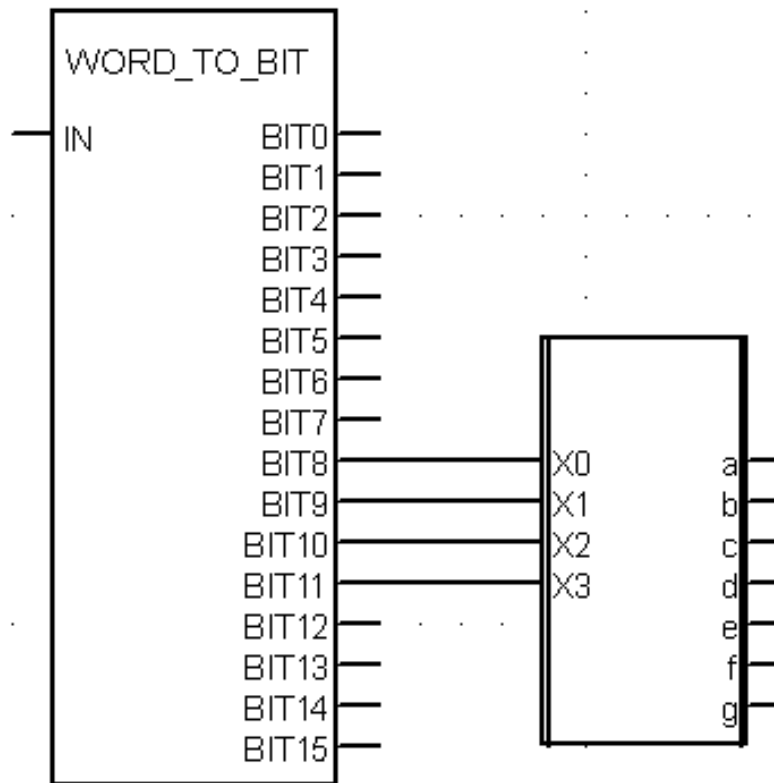 WORD_TO_BIT
IN BIT0
BIT1
BIT2
BIT3
BIT4
BIT5
BIT6
BIT7
BIT8 X0 a
BIT9 X1 b
BIT10 X2 c
BIT11 X3 d
BIT12 e
BIT13 f
BIT14 g
BIT15